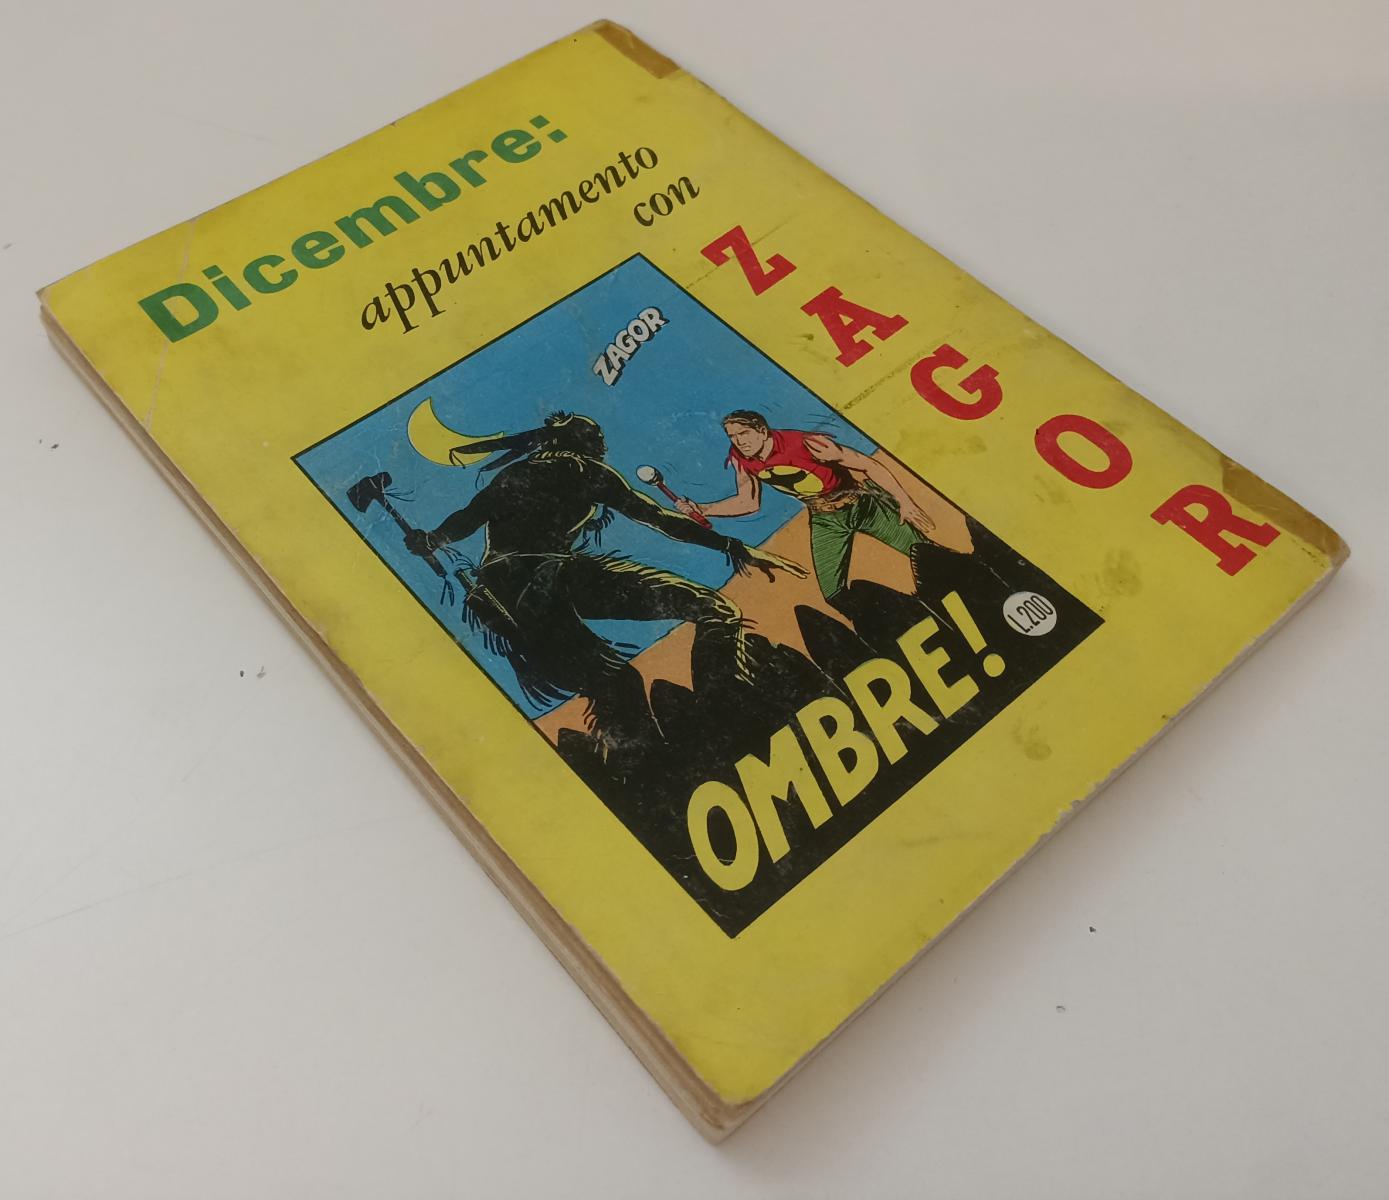 Dicembre:
appuntamento
con
ZAGOR
ZAGOR
OMBRE!
L.200